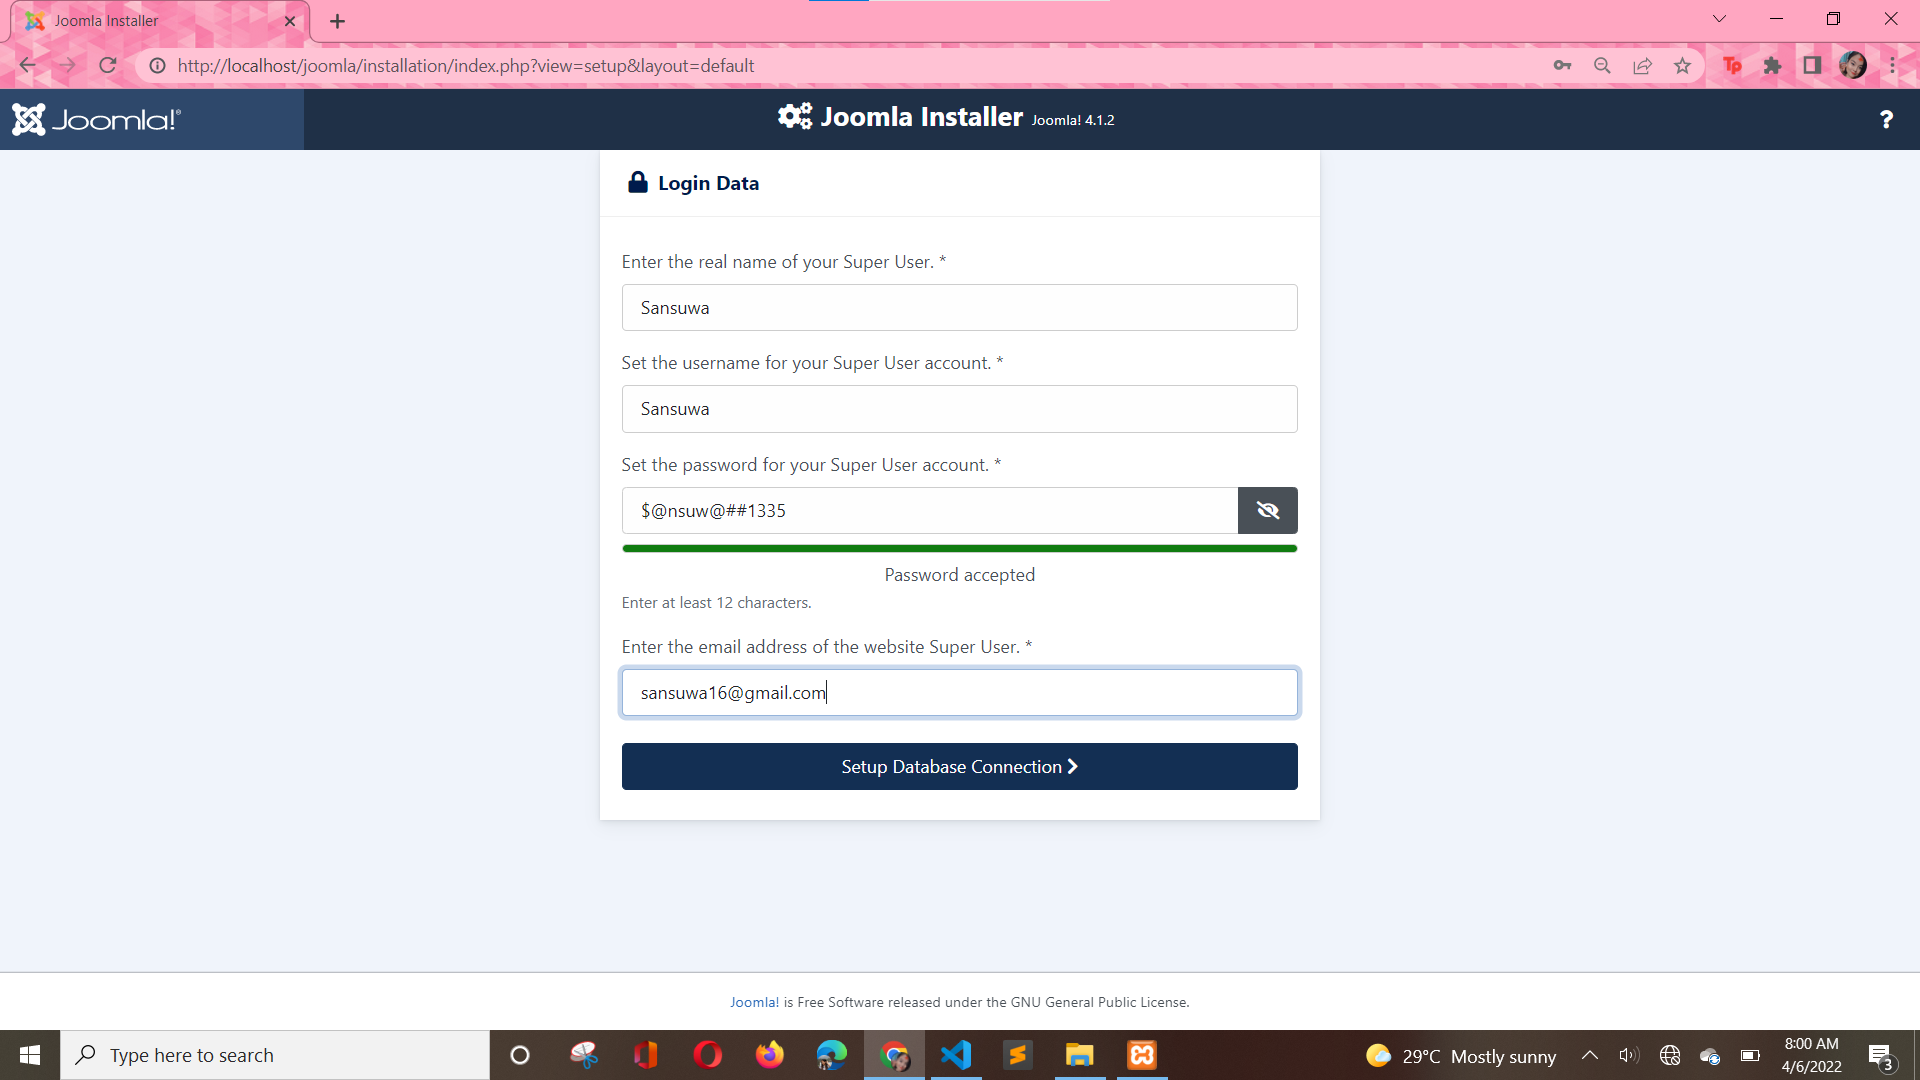 Joomla Installer
http://localhost/joomla/installation/index.php?view=setup&layout=default
Tp
Joomla!®
Joomla Installer Joomla! 4.1.2
?
Login Data
Enter the real name of your Super User. *
Sansuwa
Set the username for your Super User account. *
Sansuwa
Set the password for your Super User account. *
$@nsuw@##1335
Password accepted
Enter at least 12 characters.
Enter the email address of the website Super User. *
sansuwa16@gmail.com
Setup Database Connection
Joomla! is Free Software released under the GNU General Public License.
Type here to search
29°C Mostly sunny
8:00 AM
4/6/2022
3